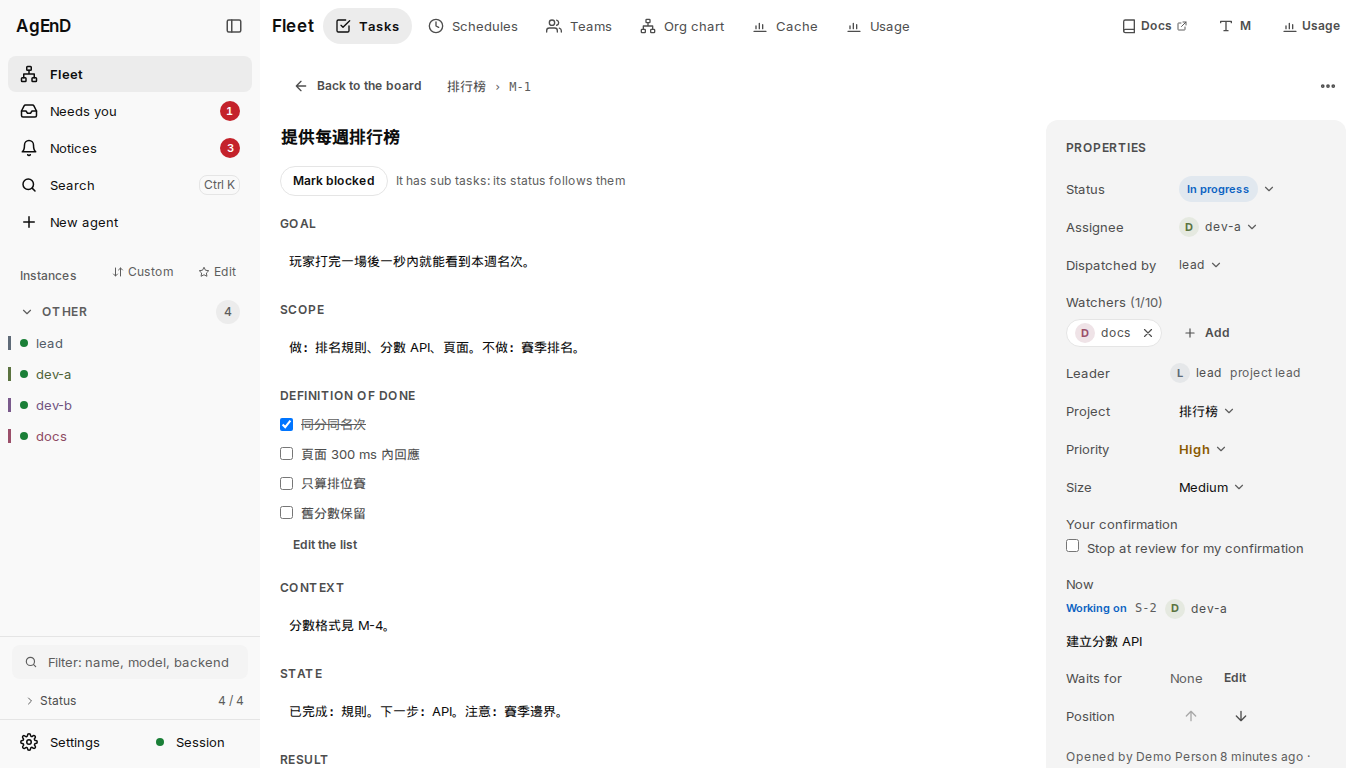 AgEnD
Fleet
Needs you 1
Notices 3
Search Ctrl K
New agent
Instances Custom Edit
OTHER 4
lead
dev-a
dev-b
docs
Filter: name, model, backend
Status 4 / 4
Settings Session
Fleet Tasks Schedules Teams Org chart Cache Usage Docs M Usage
Back to the board 排行榜 › M-1
提供每週排行榜
Mark blocked It has sub tasks: its status follows them
GOAL
玩家打完一場後一秒內就能看到本週名次。
SCOPE
做：排名規則、分數 API、頁面。不做：賽季排名。
DEFINITION OF DONE
同分同名次
頁面 300 ms 內回應
只算排位賽
舊分數保留
Edit the list
CONTEXT
分數格式見 M-4。
STATE
已完成：規則。下一步：API。注意：賽季邊界。
RESULT
PROPERTIES
Status In progress
Assignee D dev-a
Dispatched by lead
Watchers (1/10)
D docs Add
Leader L lead project lead
Project 排行榜
Priority High
Size Medium
Your confirmation
Stop at review for my confirmation
Now
Working on S-2 D dev-a
建立分數 API
Waits for None Edit
Position
Opened by Demo Person 8 minutes ago ·